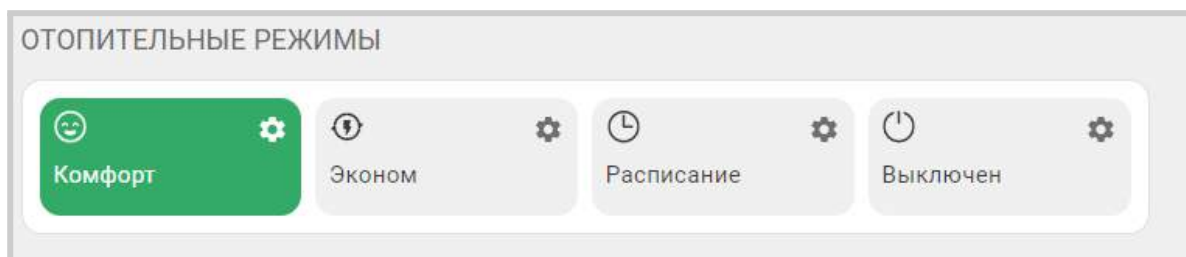 ОТОПИТЕЛЬНЫЕ РЕЖИМЫ
Комфорт
Эконом
Расписание
Выключен